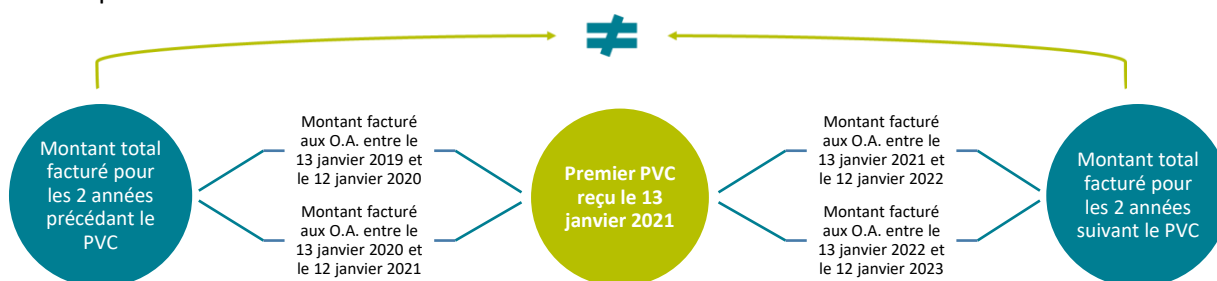 ≠
Montant total
facturé pour
les 2 années
précédant le
PVC
Montant facturé
aux O.A. entre le
13 janvier 2019 et
le 12 janvier 2020
Montant facturé
aux O.A. entre le
13 janvier 2020 et
le 12 janvier 2021
Premier PVC
reçu le 13
janvier 2021
Montant facturé
aux O.A. entre le
13 janvier 2021 et
le 12 janvier 2022
Montant facturé
aux O.A. entre le
13 janvier 2022 et
le 12 janvier 2023
Montant total
facturé pour
les 2 années
suivant le PVC